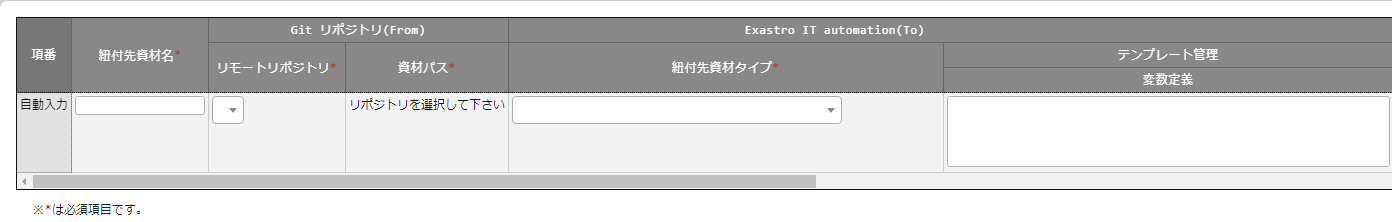 Git リポジトリ(From)
Exastro IT automation(To)
項番
紐付先資材名*
リモートリポジトリ*
資材パス*
紐付先資材タイプ*
テンプレート管理
変数定義
自動入力
リポジトリを選択して下さい
※*は必須項目です。